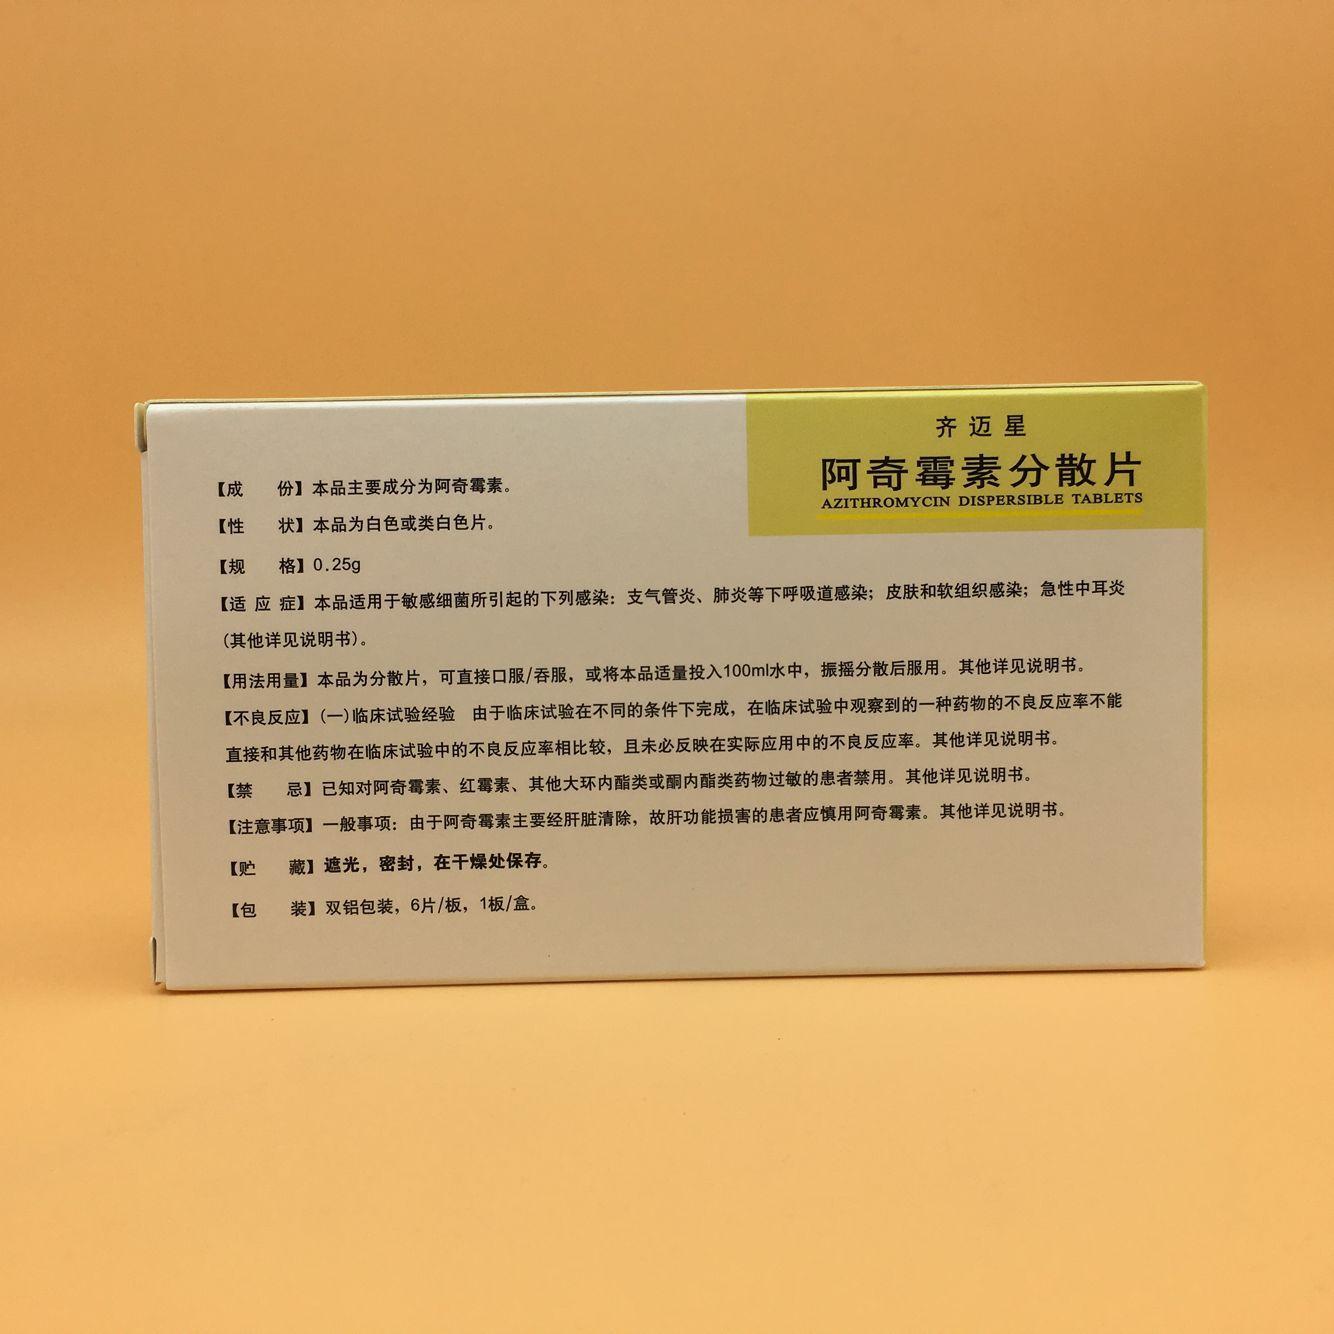 齐迈星
阿奇霉素分散片
AZITHROMYCIN DISPERSIBLE TABLETS
【成 份】本品主要成分为阿奇霉素。
【性 状】本品为白色或类白色片。
【规 格】0.25g
【适 应 症】本品适用于敏感细菌所引起的下列感染：支气管炎、肺炎等下呼吸道感染；皮肤和软组织感染；急性中耳炎
(其他详见说明书)。
【用法用量】本品为分散片，可直接口服/吞服，或将本品适量投入100ml水中，振摇分散后服用。其他详见说明书。
【不良反应】(一)临床试验经验 由于临床试验在不同的条件下完成，在临床试验中观察到的一种药物的不良反应率不能
直接和其他药物在临床试验中的不良反应率相比较，且未必反映在实际应用中的不良反应率。其他详见说明书。
【禁 忌】已知对阿奇霉素、红霉素、其他大环内酯类或酮内酯类药物过敏的患者禁用。其他详见说明书。
【注意事项】一般事项：由于阿奇霉素主要经肝脏清除，故肝功能损害的患者应慎用阿奇霉素。其他详见说明书。
【贮 藏】遮光，密封，在干燥处保存。
【包 装】双铝包装，6片/板，1板/盒。